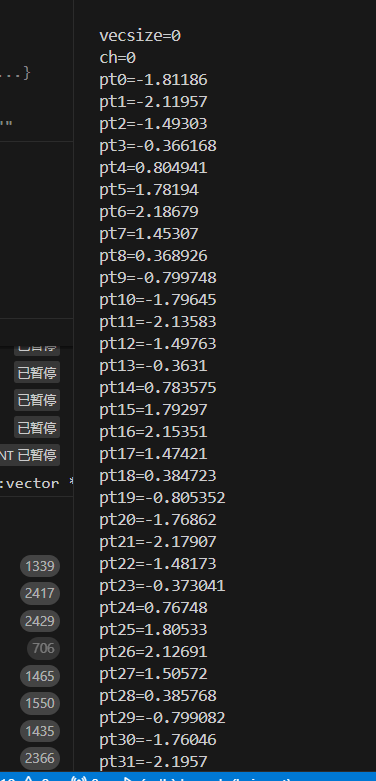 ...}
"
已暂停
已暂停
已暂停
已暂停
NT 已暂停
:vector *
1339
2417
2429
706
1465
1550
1435
2366
vecsize=0
ch=0
pt0=-1.81186
pt1=-2.11957
pt2=-1.49303
pt3=-0.366168
pt4=0.804941
pt5=1.78194
pt6=2.18679
pt7=1.45307
pt8=0.368926
pt9=-0.799748
pt10=-1.79645
pt11=-2.13583
pt12=-1.49763
pt13=-0.3631
pt14=0.783575
pt15=1.79297
pt16=2.15351
pt17=1.47421
pt18=0.384723
pt19=-0.805352
pt20=-1.76862
pt21=-2.17907
pt22=-1.48173
pt23=-0.373041
pt24=0.76748
pt25=1.80533
pt26=2.12691
pt27=1.50572
pt28=0.385768
pt29=-0.799082
pt30=-1.76046
pt31=-2.1957